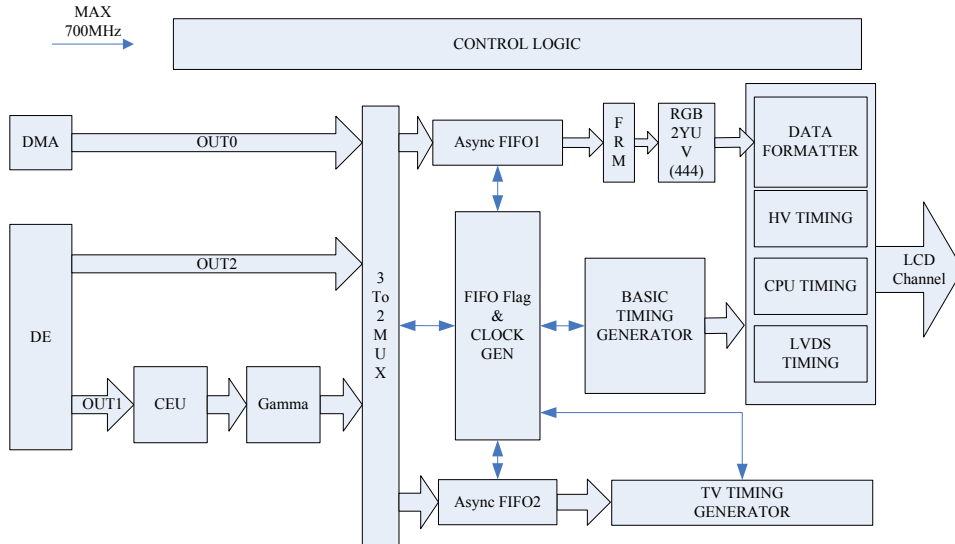 MAX
700MHz
CONTROL LOGIC
DMA
OUT0
Async FIFO1
F
R
M
RGB
2YU
V
(444)
DATA
FORMATTER
HV TIMING
CPU TIMING
LVDS
TIMING
LCD
Channel
DE
OUT2
3
To
2
M
U
X
FIFO Flag
&
CLOCK
GEN
BASIC
TIMING
GENERATOR
OUT1
CEU
Gamma
Async FIFO2
TV TIMING
GENERATOR